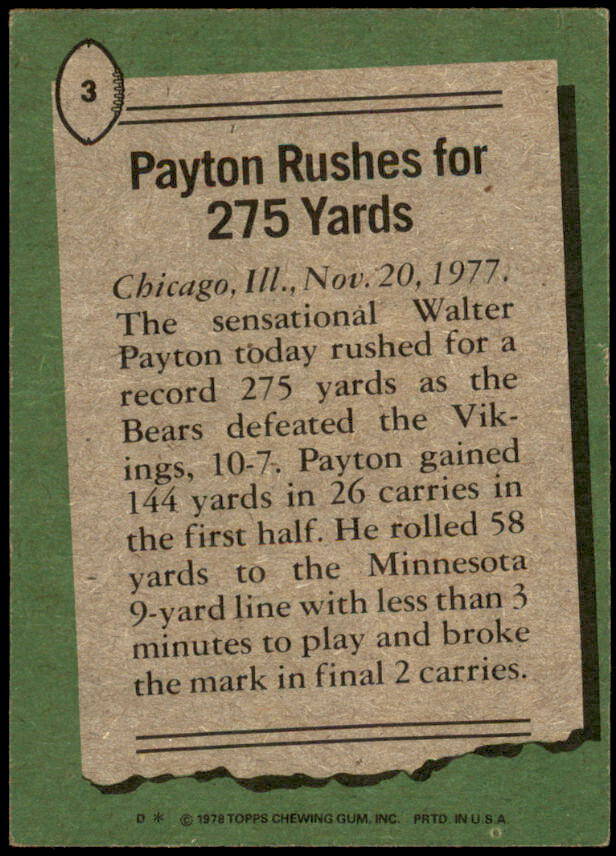 3
Payton Rushes for
275 Yards
Chicago, Ill., Nov. 20, 1977.
The sensational Walter
Payton today rushed for a
record 275 yards as the
Bears defeated the Vik-
ings, 10-7. Payton gained
144 yards in 26 carries in
the first half. He rolled 58
yards to the Minnesota
9-yard line with less than 3
minutes to play and broke
the mark in final 2 carries.
D * © 1978 TOPPS CHEWING GUM, INC. PRTD. IN U.S.A.